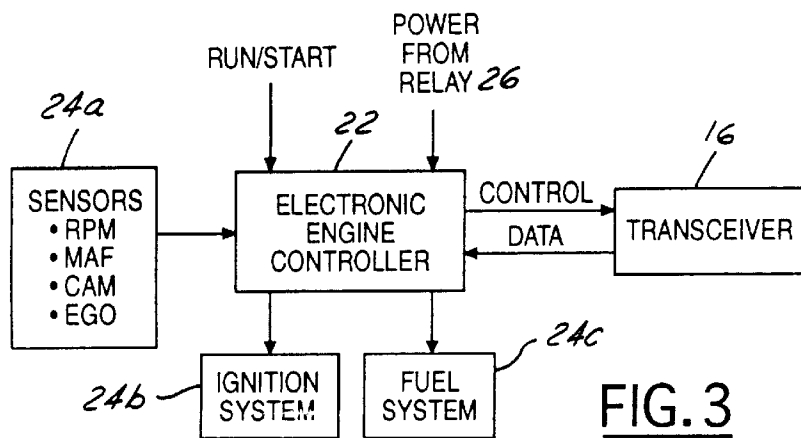 RUN/START
POWER
FROM
RELAY 26
24a
22
16
SENSORS
• RPM
• MAF
• CAM
• EGO
ELECTRONIC
ENGINE
CONTROLLER
CONTROL
DATA
TRANSCEIVER
24b
IGNITION
SYSTEM
FUEL
SYSTEM
24c
FIG. 3